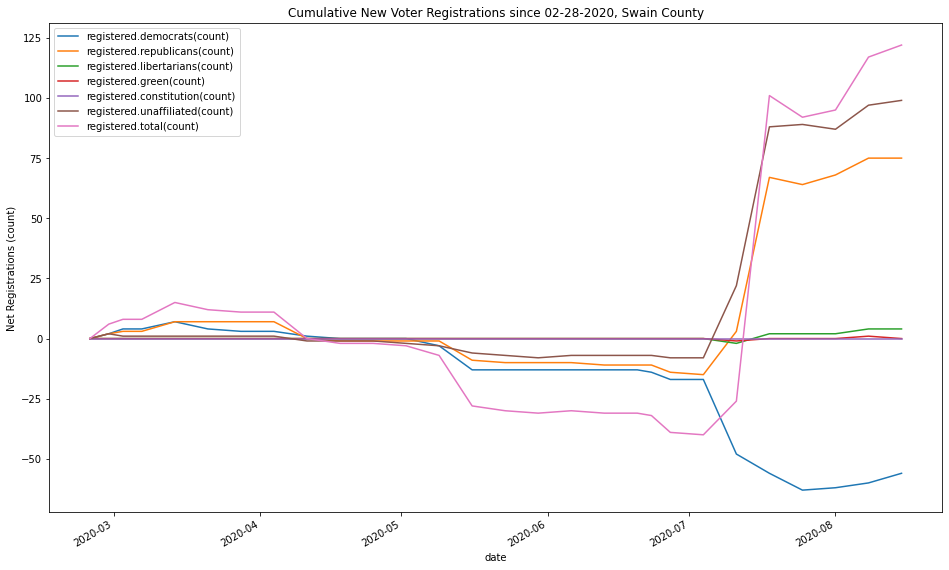 Cumulative New Voter Registrations since 02-28-2020, Swain County
registered.democrats(count)
registered.republicans(count)
registered.libertarians(count)
registered.green(count)
registered.constitution(count)
registered.unaffiliated(count)
registered.total(count)
Net Registrations (count)
125
100
75
50
25
0
−25
−50
2020-03
2020-04
2020-05
2020-06
2020-07
2020-08
date